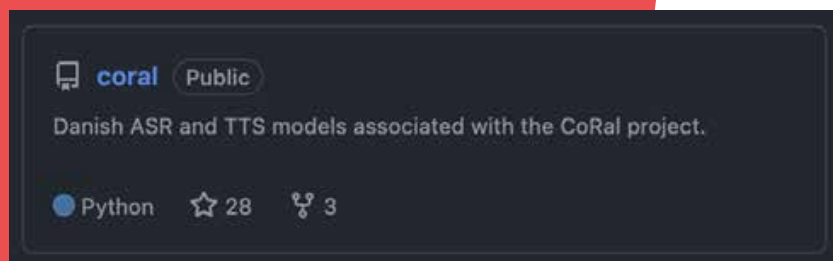 coral Public
Danish ASR and TTS models associated with the CoRal project.
Python 28 3